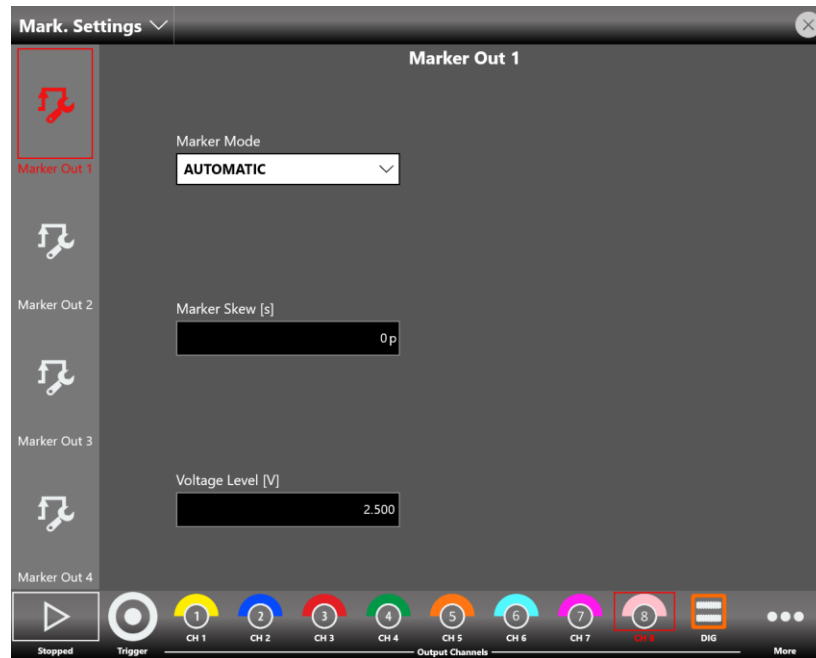 Mark. Settings
Marker Out 1
Marker Out 1
Marker Mode
AUTOMATIC
Marker Out 2
Marker Skew [s]
0 p
Marker Out 3
Voltage Level [V]
2.500
Marker Out 4
1 2 3 4 5 6 7 8
CH 1 CH 2 CH 3 CH 4 CH 5 CH 6 CH 7 CH 8 DIG
Stopped Trigger Output Channels More